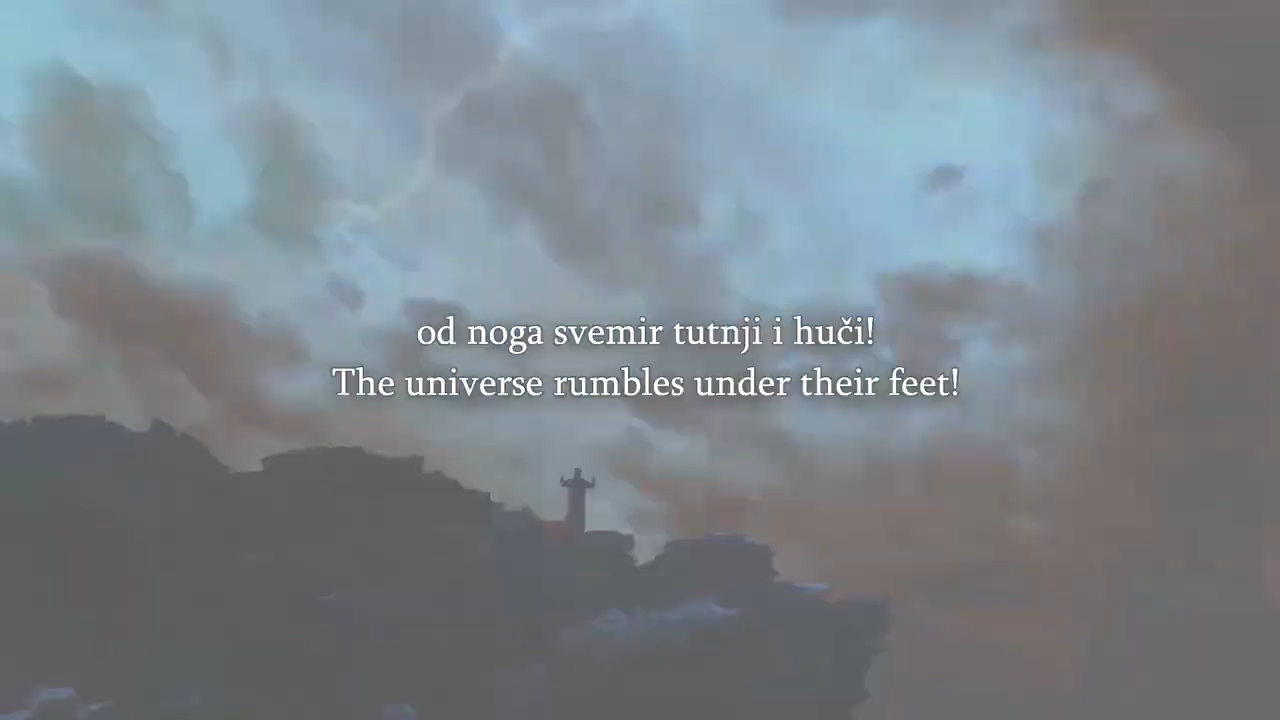 od noga svemir tutnji i huči!
The universe rumbles under their feet!